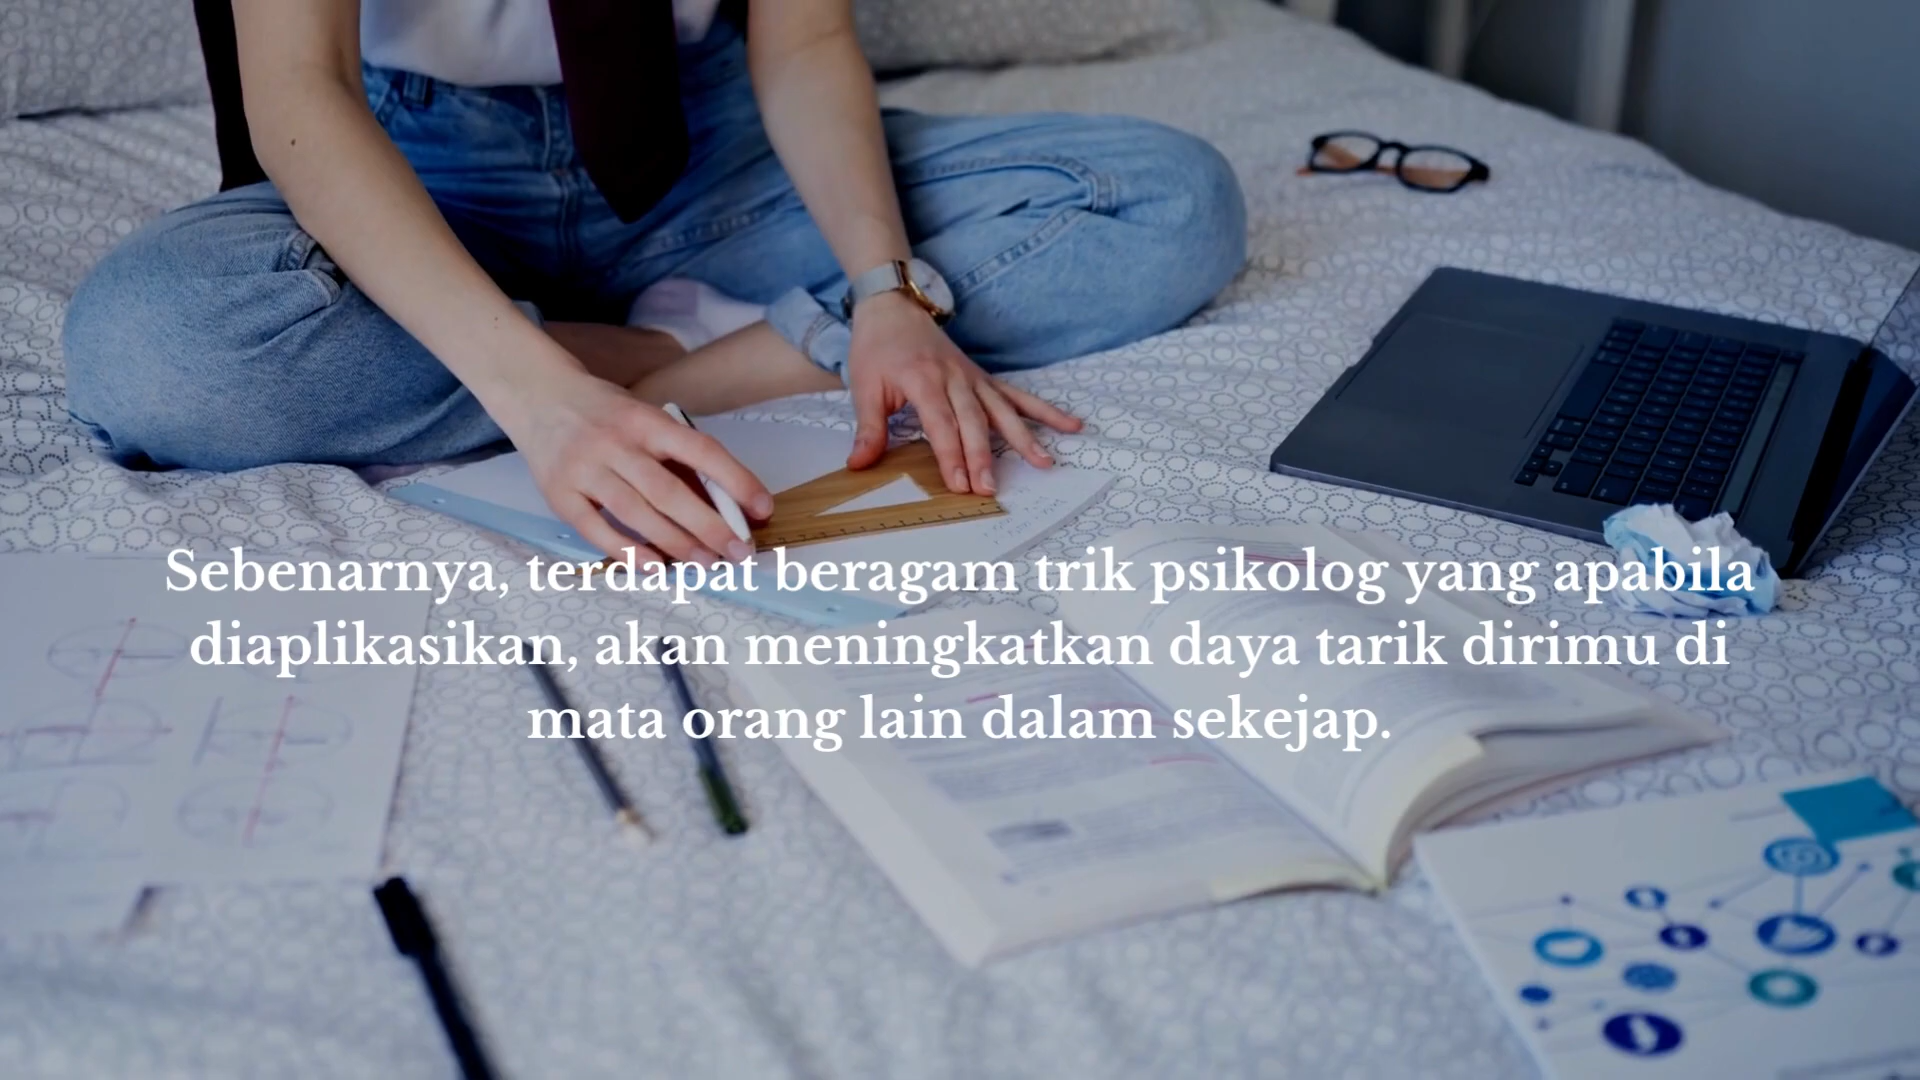 Sebenarnya, terdapat beragam trik psikolog yang apabila
diaplikasikan, akan meningkatkan daya tarik dirimu di
mata orang lain dalam sekejap.